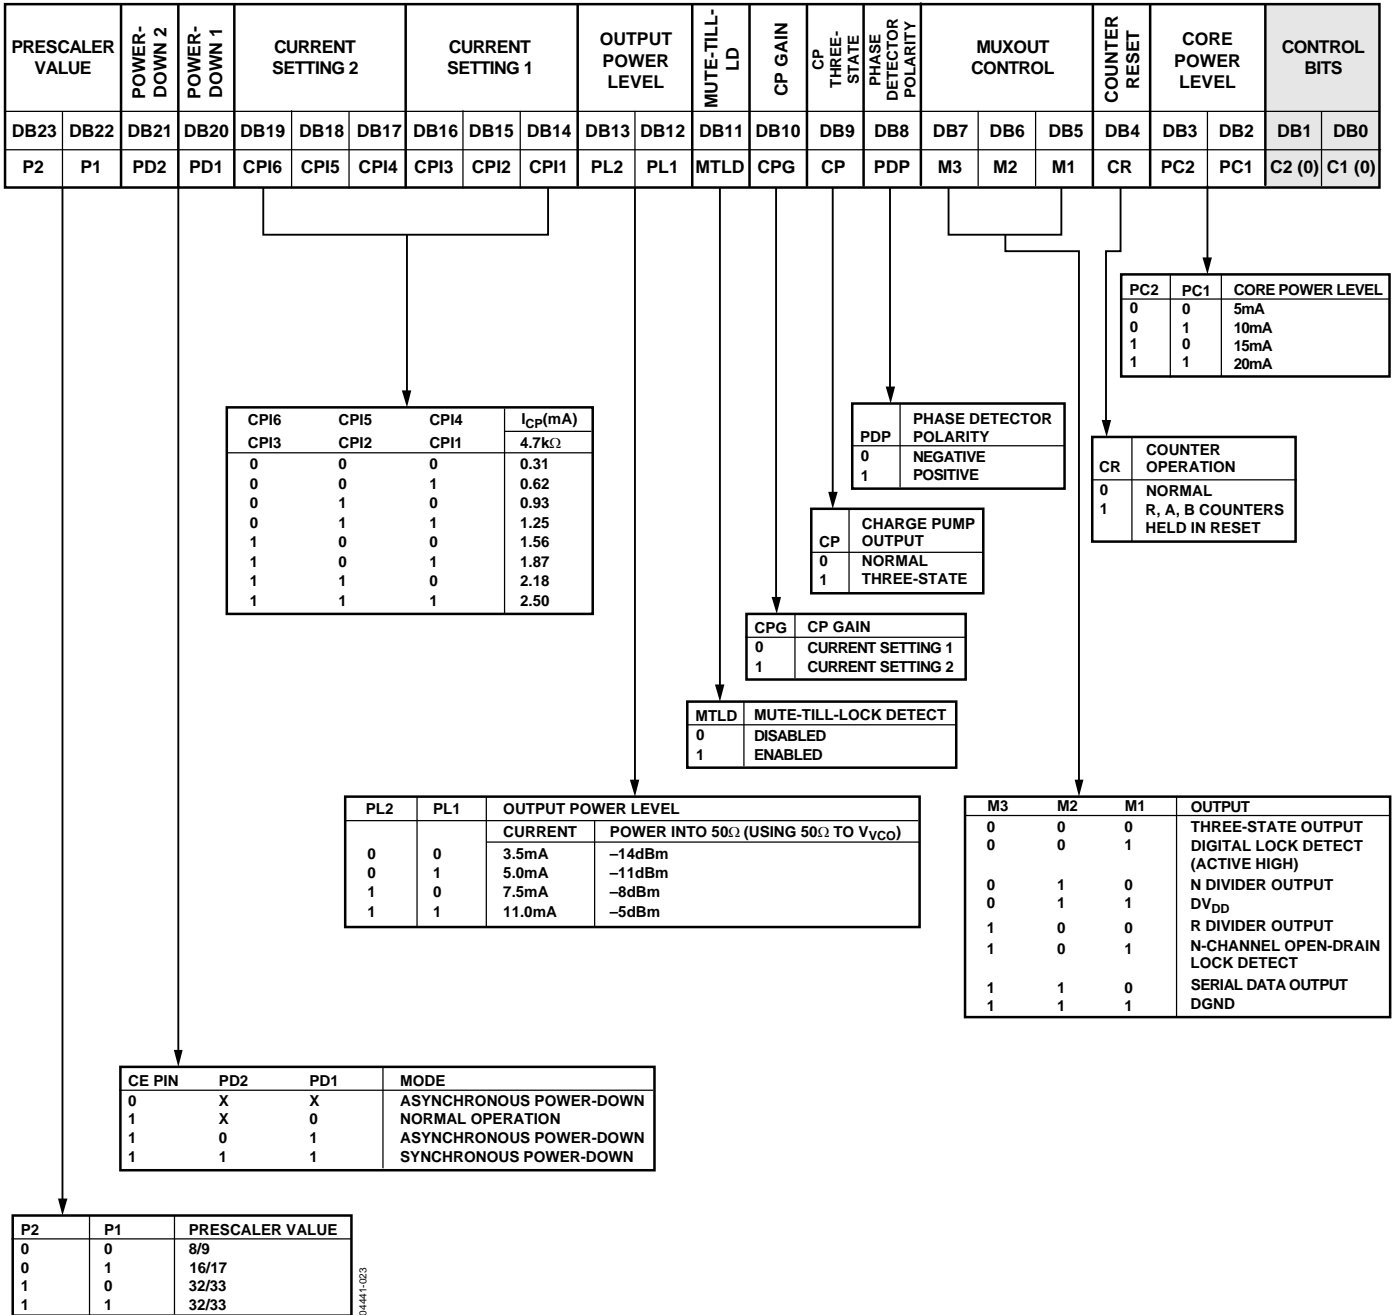 PRESCALER VALUE POWER-DOWN 2 POWER-DOWN 1 CURRENT SETTING 2 CURRENT SETTING 1 OUTPUT POWER LEVEL MUTE-TILL-LD CP GAIN CP THREE-STATE PHASE DETECTOR POLARITY MUXOUT CONTROL COUNTER RESET CORE POWER LEVEL CONTROL BITS
DB23 DB22 DB21 DB20 DB19 DB18 DB17 DB16 DB15 DB14 DB13 DB12 DB11 DB10 DB9 DB8 DB7 DB6 DB5 DB4 DB3 DB2 DB1 DB0
P2 P1 PD2 PD1 CPI6 CPI5 CPI4 CPI3 CPI2 CPI1 PL2 PL1 MTLD CPG CP PDP M3 M2 M1 CR PC2 PC1 C2 (0) C1 (0)
PC2 PC1 CORE POWER LEVEL
0 0 5mA
0 1 10mA
1 0 15mA
1 1 20mA
CPI6 CPI5 CPI4 ICP(mA)
CPI3 CPI2 CPI1 4.7kΩ
0 0 0 0.31
0 0 1 0.62
0 1 0 0.93
0 1 1 1.25
1 0 0 1.56
1 0 1 1.87
1 1 0 2.18
1 1 1 2.50
PHASE DETECTOR
PDP POLARITY
0 NEGATIVE
1 POSITIVE
COUNTER
CR OPERATION
0 NORMAL
1 R, A, B COUNTERS
HELD IN RESET
CHARGE PUMP
CP OUTPUT
0 NORMAL
1 THREE-STATE
CPG CP GAIN
0 CURRENT SETTING 1
1 CURRENT SETTING 2
MTLD MUTE-TILL-LOCK DETECT
0 DISABLED
1 ENABLED
PL2 PL1 OUTPUT POWER LEVEL
CURRENT POWER INTO 50Ω (USING 50Ω TO VVCO)
0 0 3.5mA –14dBm
0 1 5.0mA –11dBm
1 0 7.5mA –8dBm
1 1 11.0mA –5dBm
M3 M2 M1 OUTPUT
0 0 0 THREE-STATE OUTPUT
0 0 1 DIGITAL LOCK DETECT
(ACTIVE HIGH)
0 1 0 N DIVIDER OUTPUT
0 1 1 DVDD
1 0 0 R DIVIDER OUTPUT
1 0 1 N-CHANNEL OPEN-DRAIN
LOCK DETECT
1 1 0 SERIAL DATA OUTPUT
1 1 1 DGND
CE PIN PD2 PD1 MODE
0 X X ASYNCHRONOUS POWER-DOWN
1 X 0 NORMAL OPERATION
1 0 1 ASYNCHRONOUS POWER-DOWN
1 1 1 SYNCHRONOUS POWER-DOWN
P2 P1 PRESCALER VALUE
0 0 8/9
0 1 16/17
1 0 32/33
1 1 32/33
04441-023